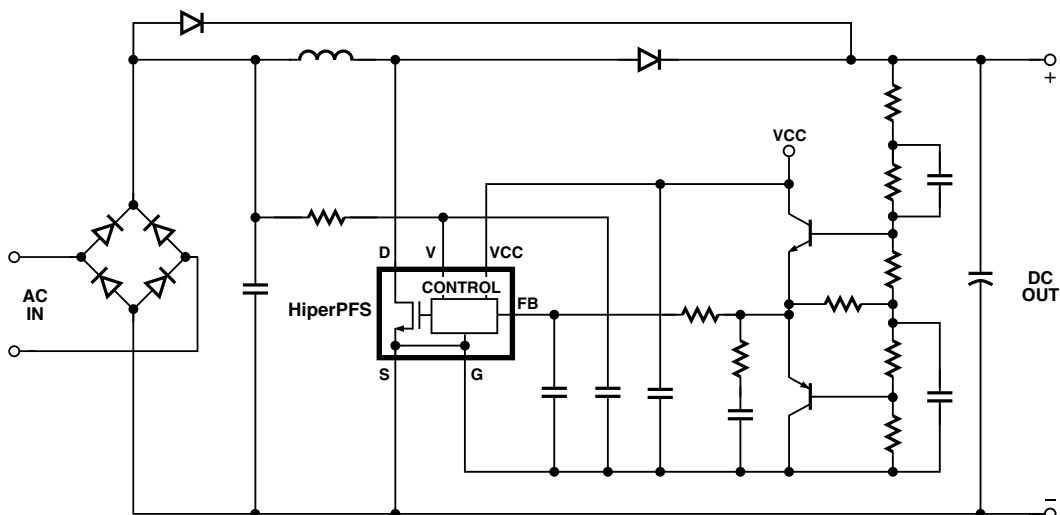 +
VCC
D
V
VCC
CONTROL
AC
IN
HiperPFS
FB
DC
OUT
S
G
−